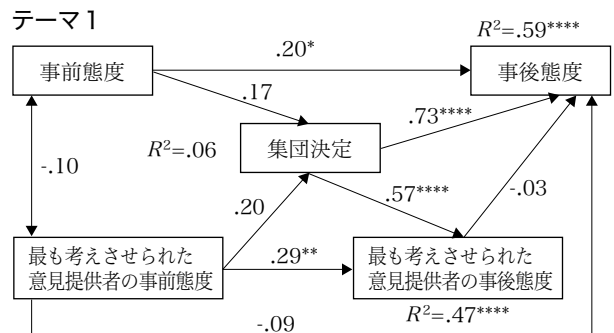 テーマ1
R²=.59****
事前態度
.20*
事後態度
.17
.73****
R²=.06
集団決定
-.10
.57****
-.03
.20
最も考えさせられた
意見提供者の事前態度
.29**
最も考えさせられた
意見提供者の事後態度
-.09
R²=.47****